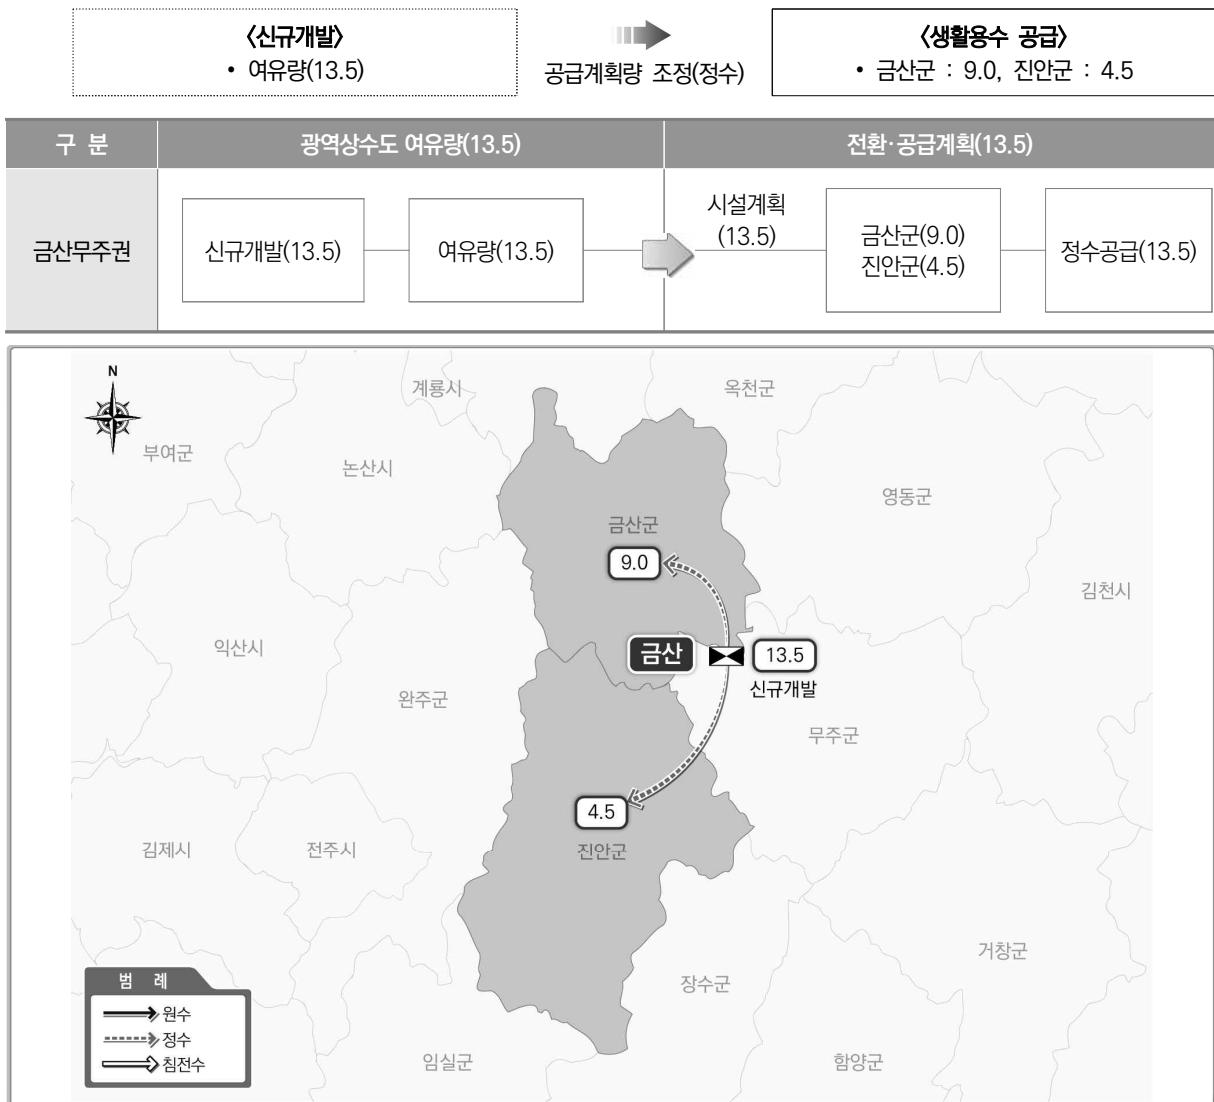 〈신규개발〉
• 여유량(13.5)
공급계획량 조정(정수)
〈생활용수 공급〉
• 금산군 : 9.0, 진안군 : 4.5
구 분
광역상수도 여유량(13.5)
전환·공급계획(13.5)
금산무주권
신규개발(13.5)
여유량(13.5)
시설계획
(13.5)
금산군(9.0)
진안군(4.5)
정수공급(13.5)
N
계룡시
옥천군
부여군
논산시
영동군
금산군
9.0
김천시
익산시
금산
13.5
신규개발
완주군
무주군
4.5
김제시
전주시
진안군
거창군
장수군
임실군
함양군
범 례
원수
정수
침전수